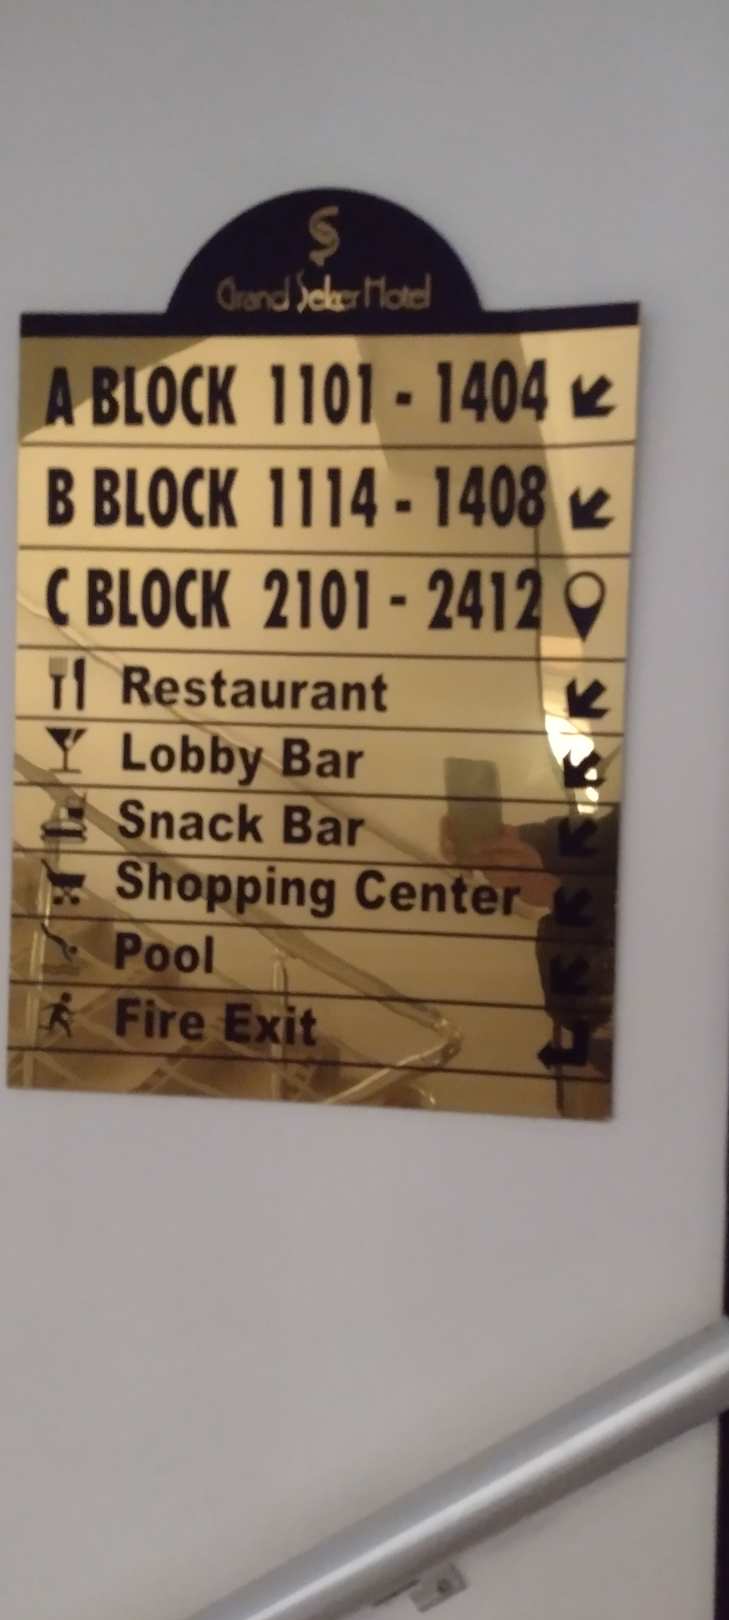 Grand Şeker Hotel
A BLOCK 1101 - 1404
B BLOCK 1114 - 1408
C BLOCK 2101 - 2412
Restaurant
Lobby Bar
Snack Bar
Shopping Center
Pool
Fire Exit